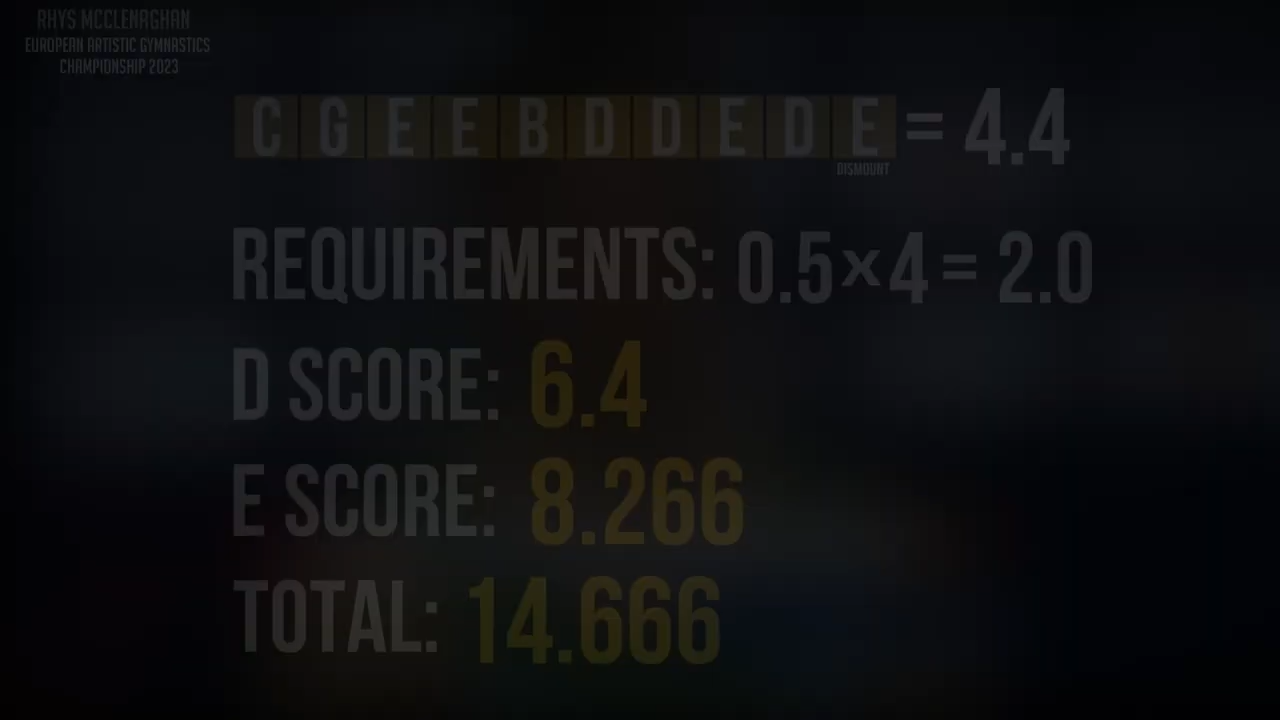 RHYS MCCLENAGHAN
EUROPEAN ARTISTIC GYMNASTICS
CHAMPIONSHIP 2023
C G E E B D D E D E = 4.4
DISMOUNT
REQUIREMENTS: 0.5×4 = 2.0
D SCORE: 6.4
E SCORE: 8.266
TOTAL: 14.666